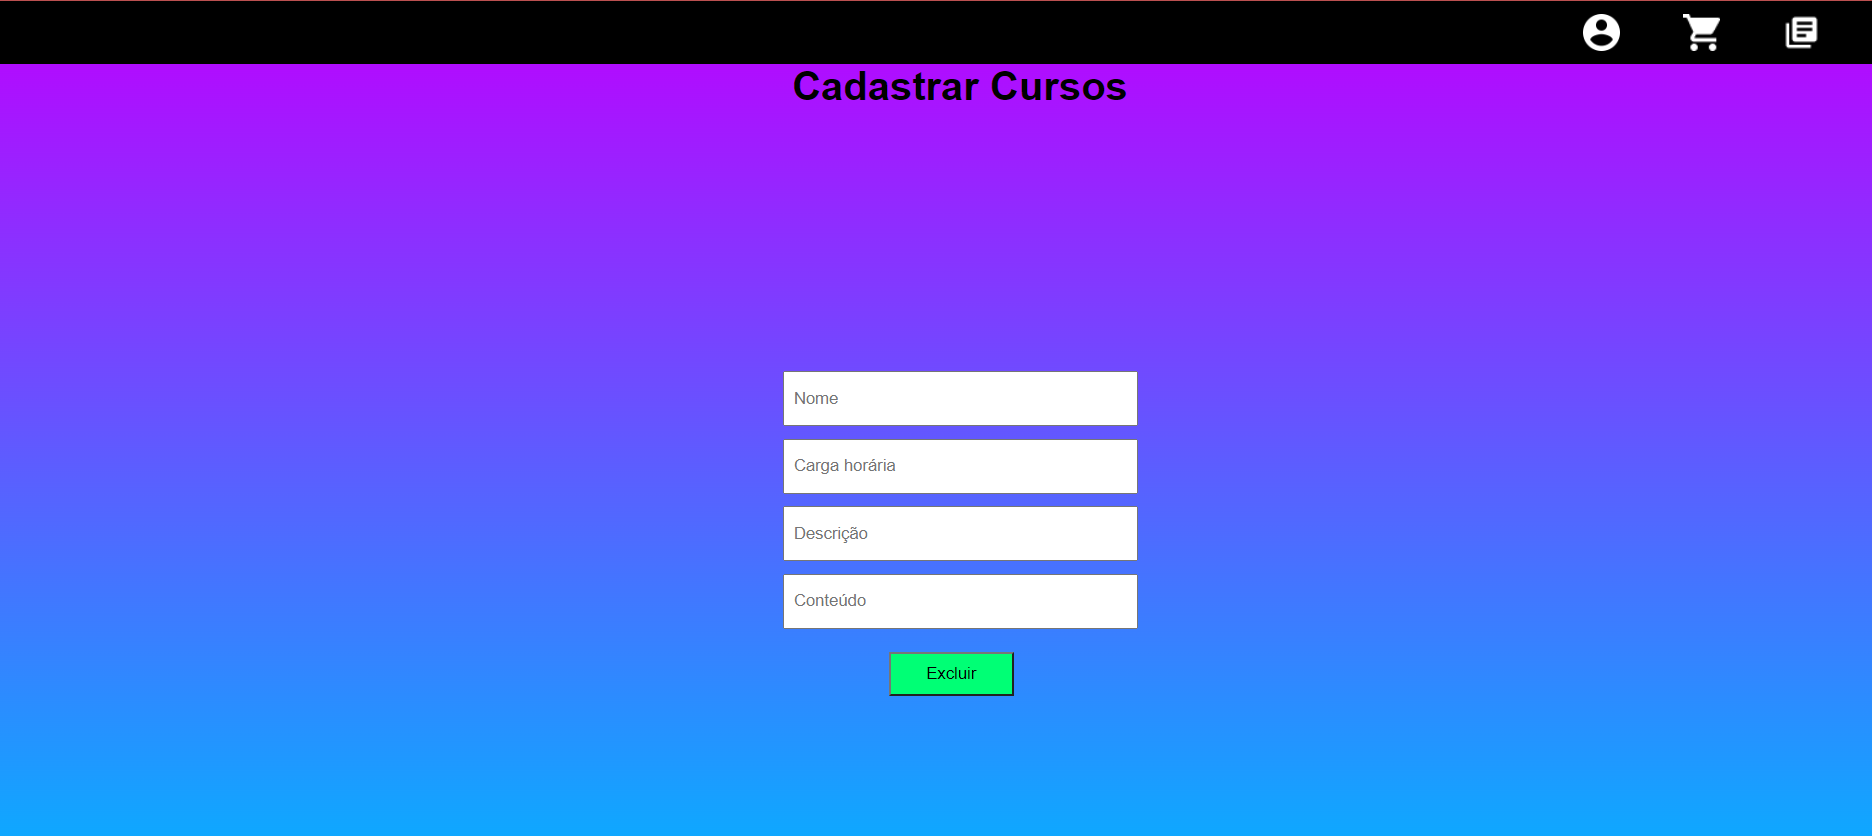 Cadastrar Cursos
Nome
Carga horária
Descrição
Conteúdo
Excluir